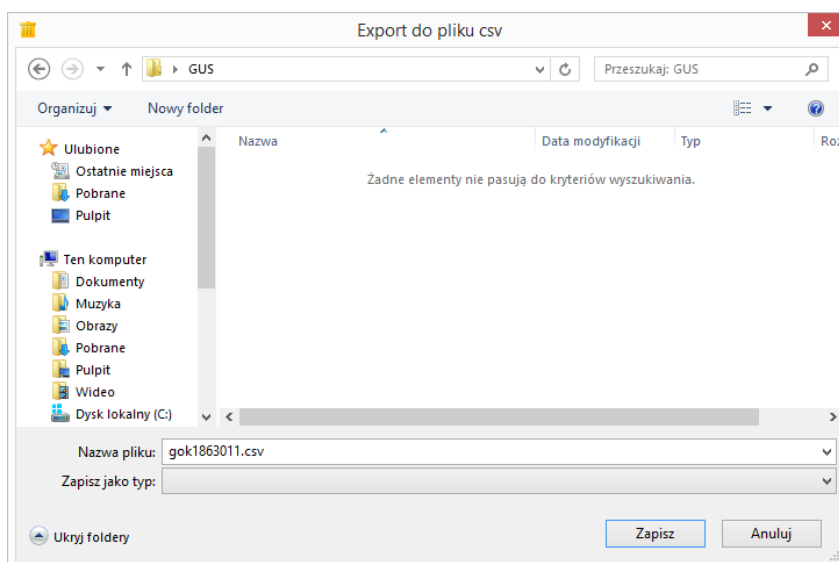 Export do pliku csv
GUS
Przeszukaj: GUS
Organizuj
Nowy folder
Ulubione
Ostatnie miejsca
Pobrane
Pulpit
Ten komputer
Dokumenty
Muzyka
Obrazy
Pobrane
Pulpit
Wideo
Dysk lokalny (C:)
Nazwa
Data modyfikacji
Typ
Roz
Żadne elementy nie pasują do kryteriów wyszukiwania.
Nazwa pliku: gok1863011.csv
Zapisz jako typ:
Ukryj foldery
Zapisz
Anuluj